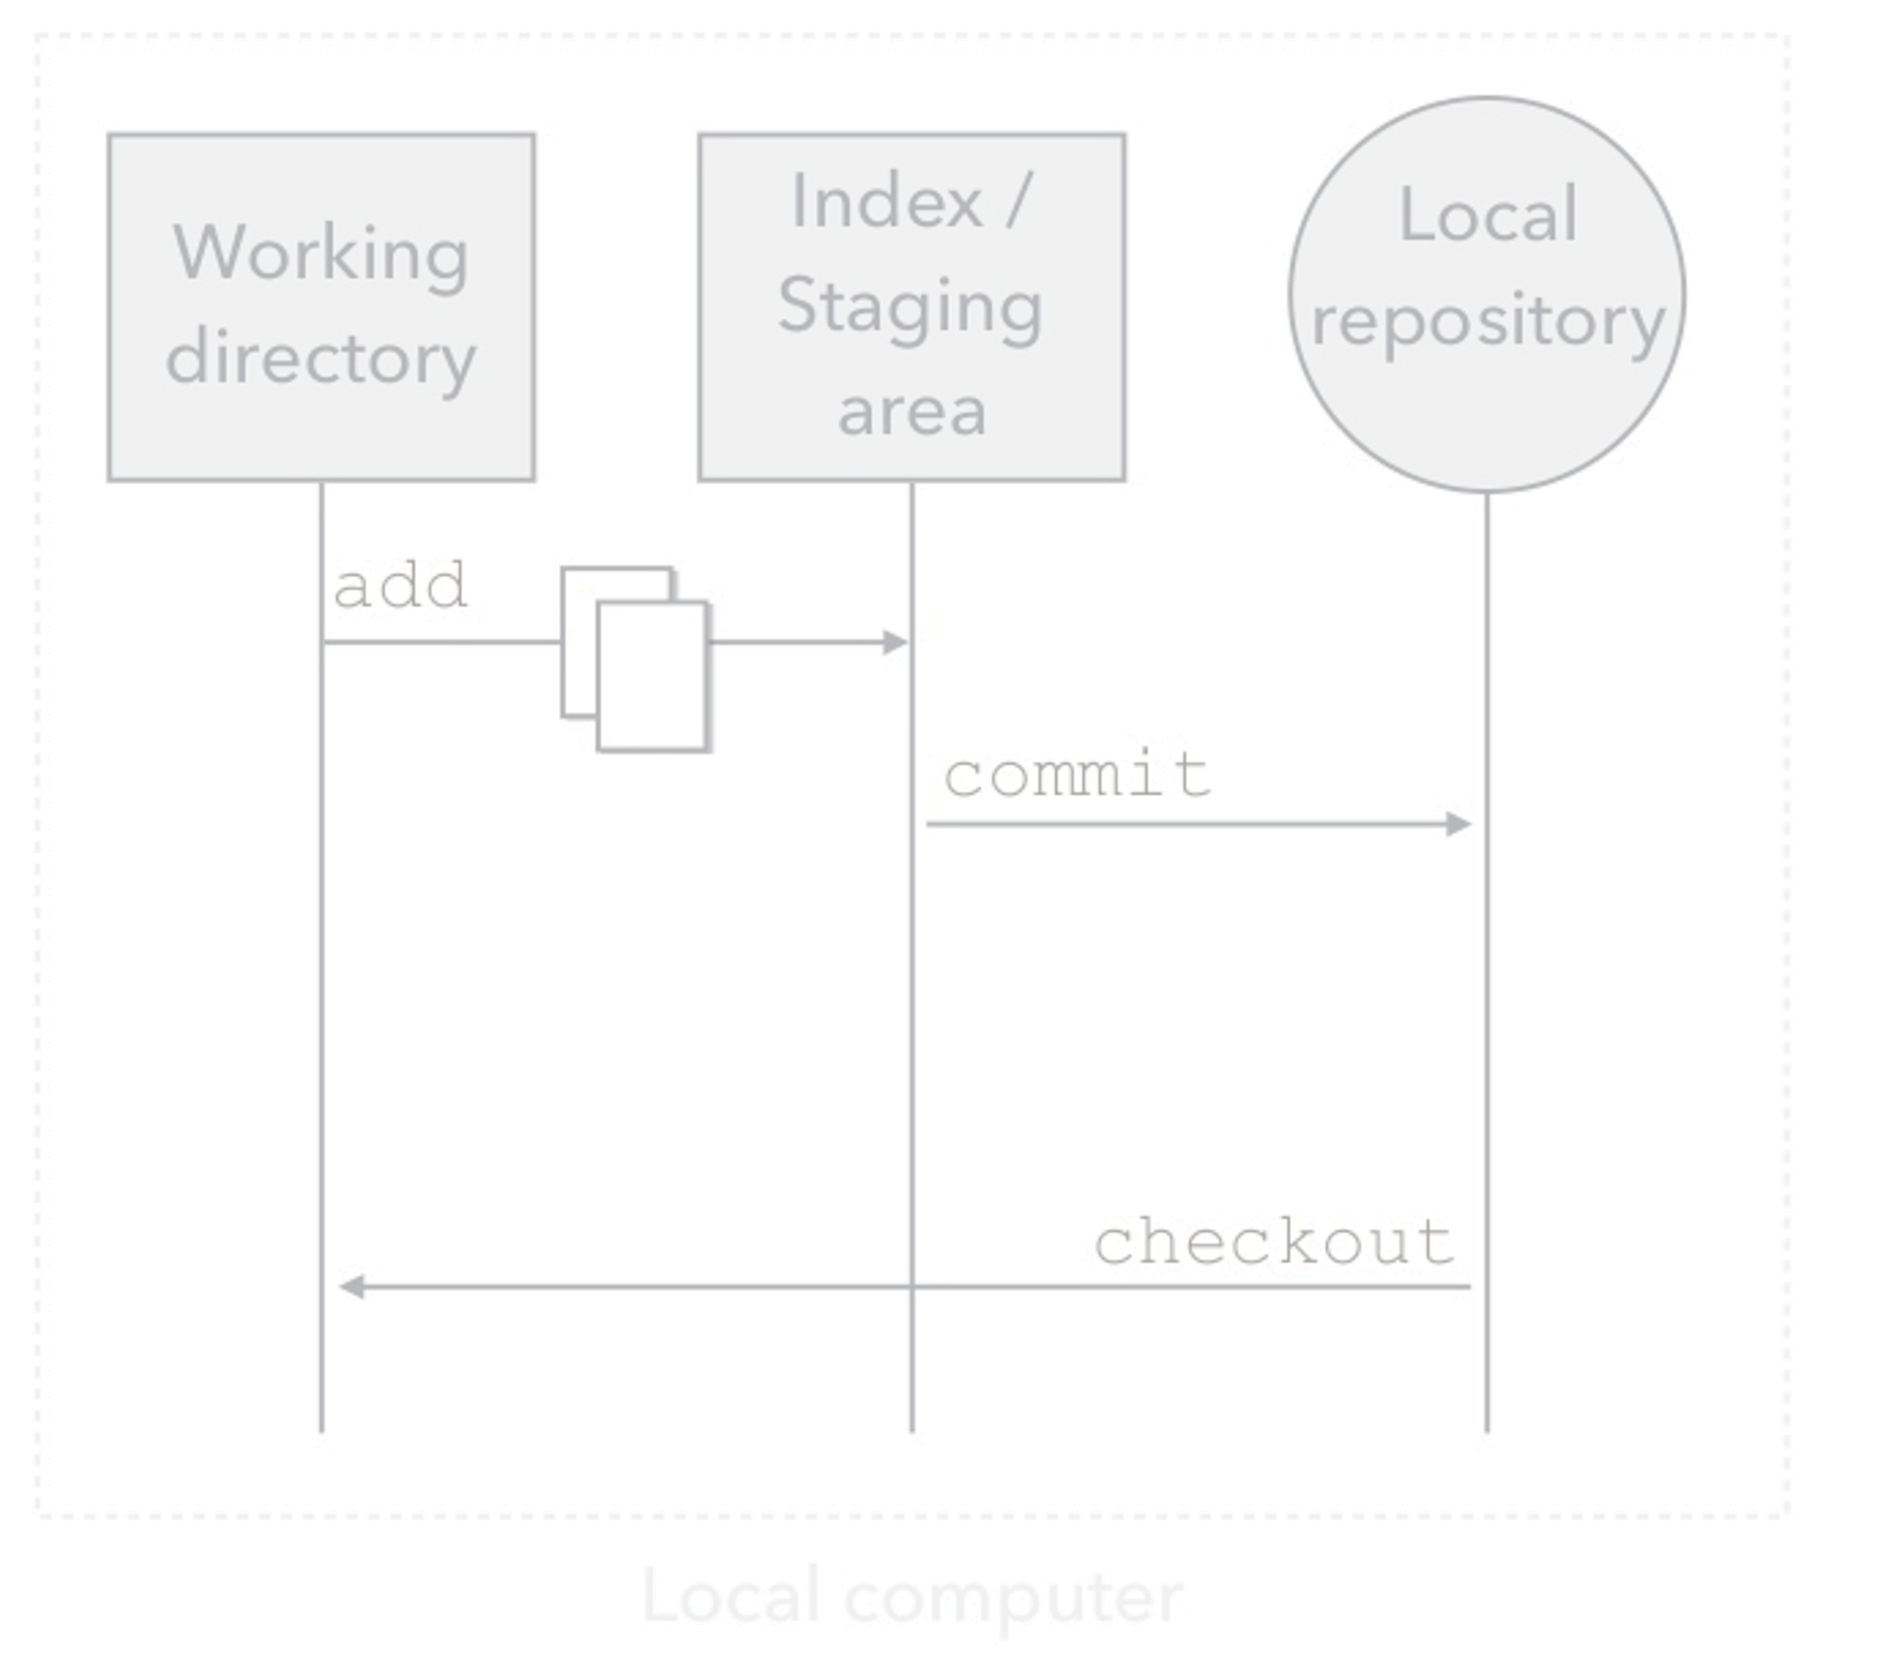 Working
directory
Index /
Staging
area
Local
repository
add
commit
checkout
Local computer